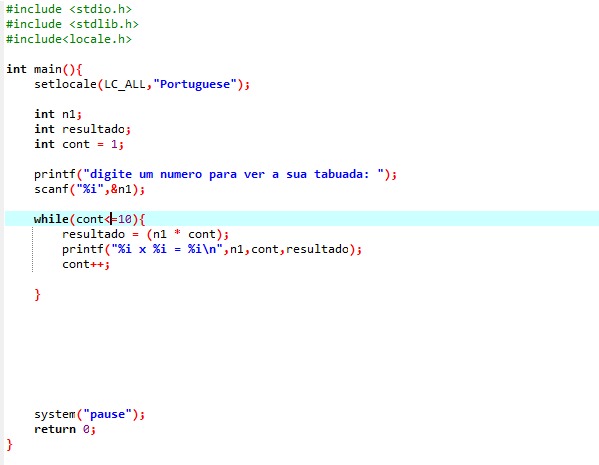 #include <stdio.h>
#include <stdlib.h>
#include<locale.h>
int main(){
setlocale(LC_ALL,"Portuguese");
int n1;
int resultado;
int cont = 1;
printf("digite um numero para ver a sua tabuada: ");
scanf("%i",&n1);
while(cont<=10){
resultado = (n1 * cont);
printf("%i x %i = %i\n",n1,cont,resultado);
cont++;
}
system("pause");
return 0;
}